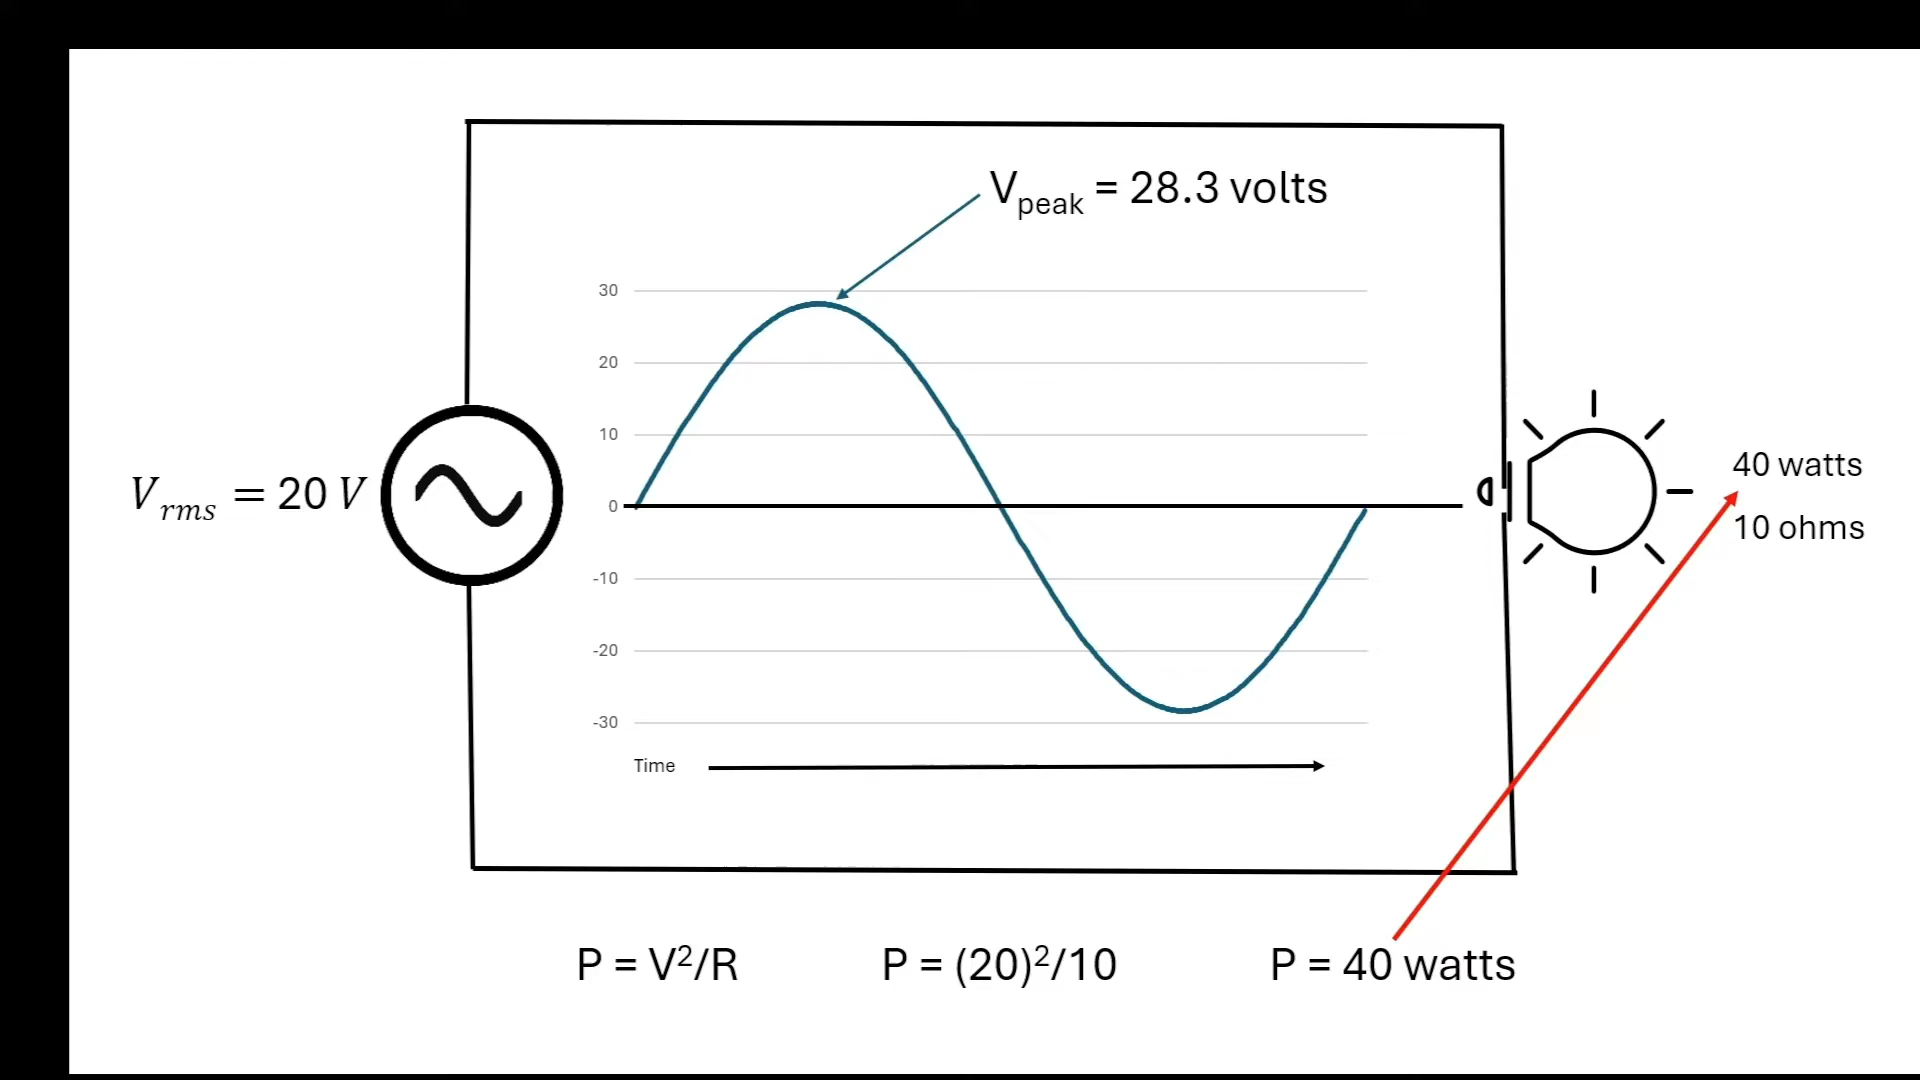 V_peak = 28.3 volts
30
20
10
0
-10
-20
-30
Time
V_rms = 20 V
40 watts
10 ohms
P = V²/R
P = (20)²/10
P = 40 watts